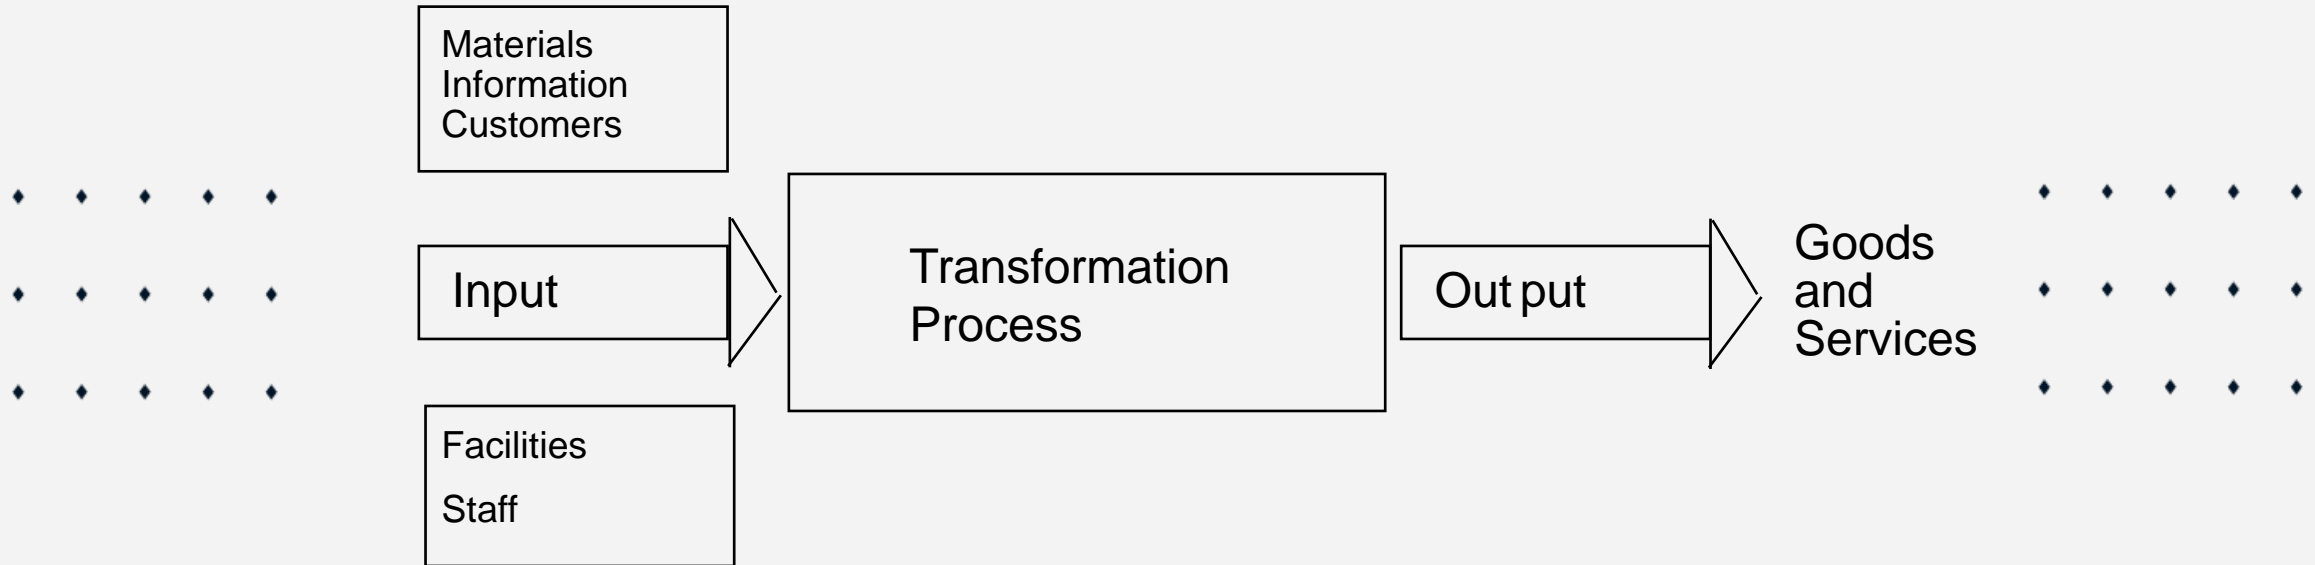 Materials
Information
Customers
Input
Facilities
Staff
Transformation
Process
Out put
Goods
and
Services